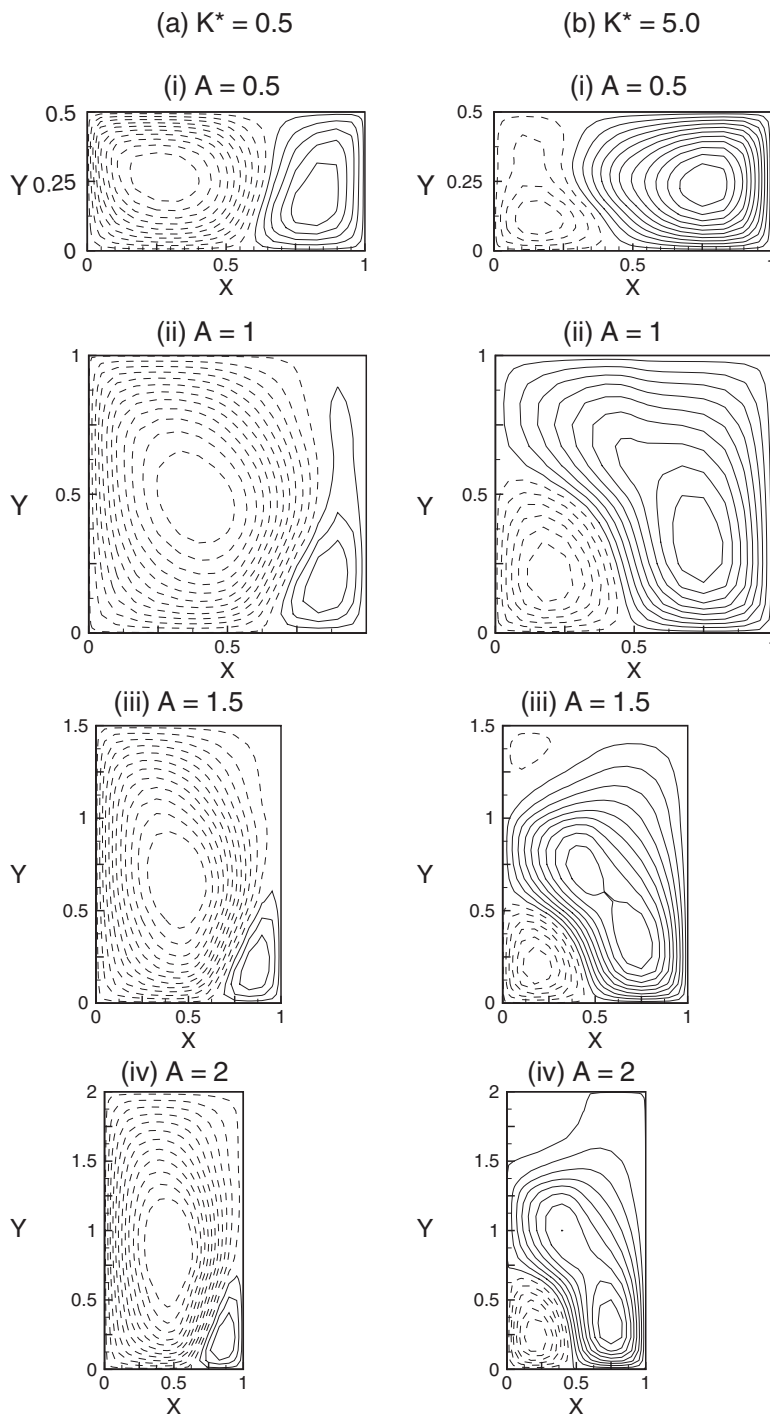 (a) K* = 0.5
(b) K* = 5.0
(i) A = 0.5
(i) A = 0.5
0.5
Y 0.25
0
0 0.5 1
X
0.5
Y 0.25
0
0 0.5 1
X
(ii) A = 1
(ii) A = 1
1
Y 0.5
0
0 0.5 1
X
1
Y 0.5
0
0 0.5 1
X
(iii) A = 1.5
(iii) A = 1.5
1.5
1
Y
0.5
0
0 0.5 1
X
1.5
1
Y
0.5
0
0 0.5 1
X
(iv) A = 2
(iv) A = 2
2
1.5
Y 1
0.5
0
0 0.5 1
X
2
1.5
Y 1
0.5
0
0 0.5 1
X